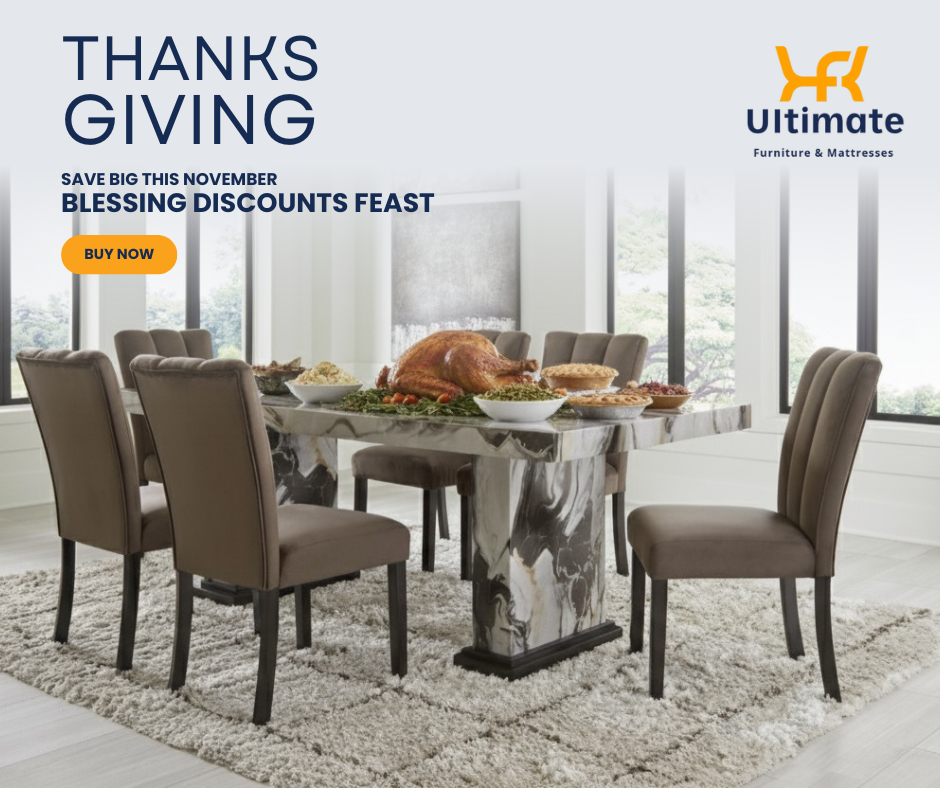 THANKS
GIVING
SAVE BIG THIS NOVEMBER
BLESSING DISCOUNTS FEAST
BUY NOW
Ultimate
Furniture & Mattresses